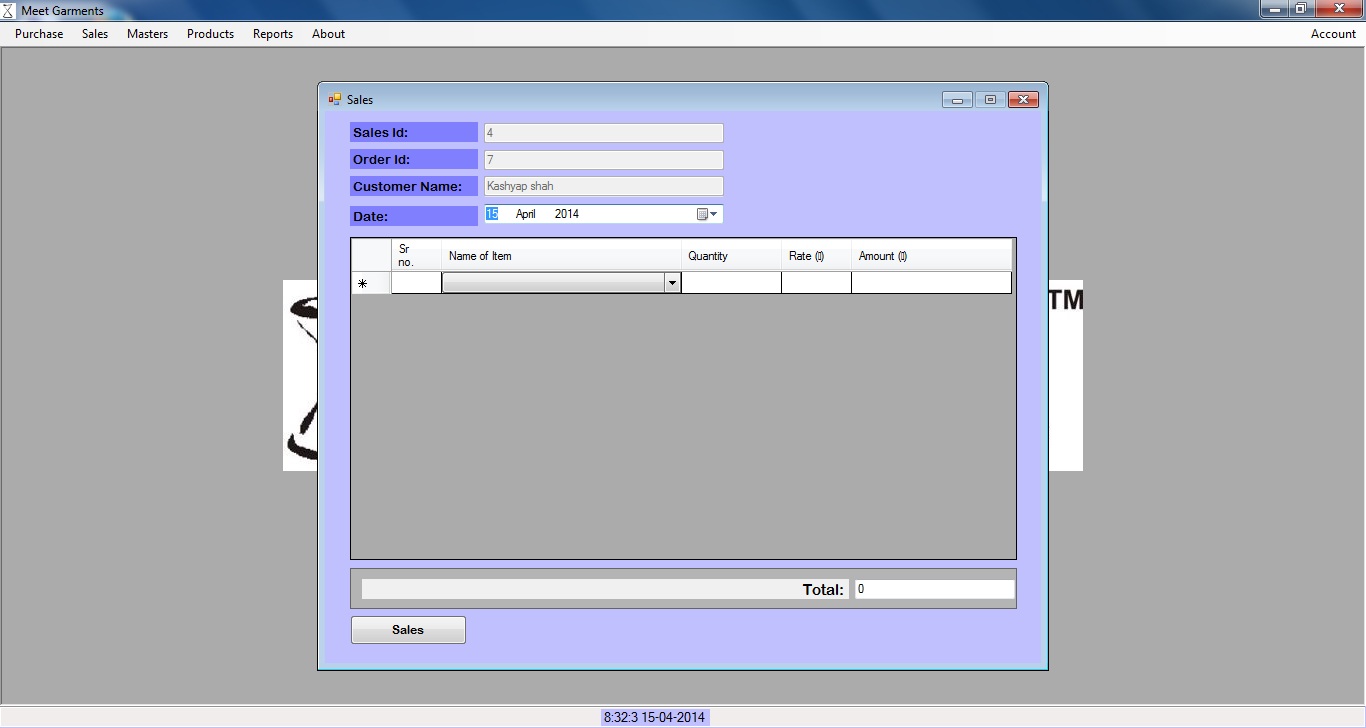 Meet Garments
Purchase Sales Masters Products Reports About Account
Sales
Sales Id: 4
Order Id: 7
Customer Name: Kashyap shah
Date: 15 April 2014
Sr no. Name of Item Quantity Rate (▯) Amount (▯)
TM
Total: 0
Sales
8:32:3 15-04-2014